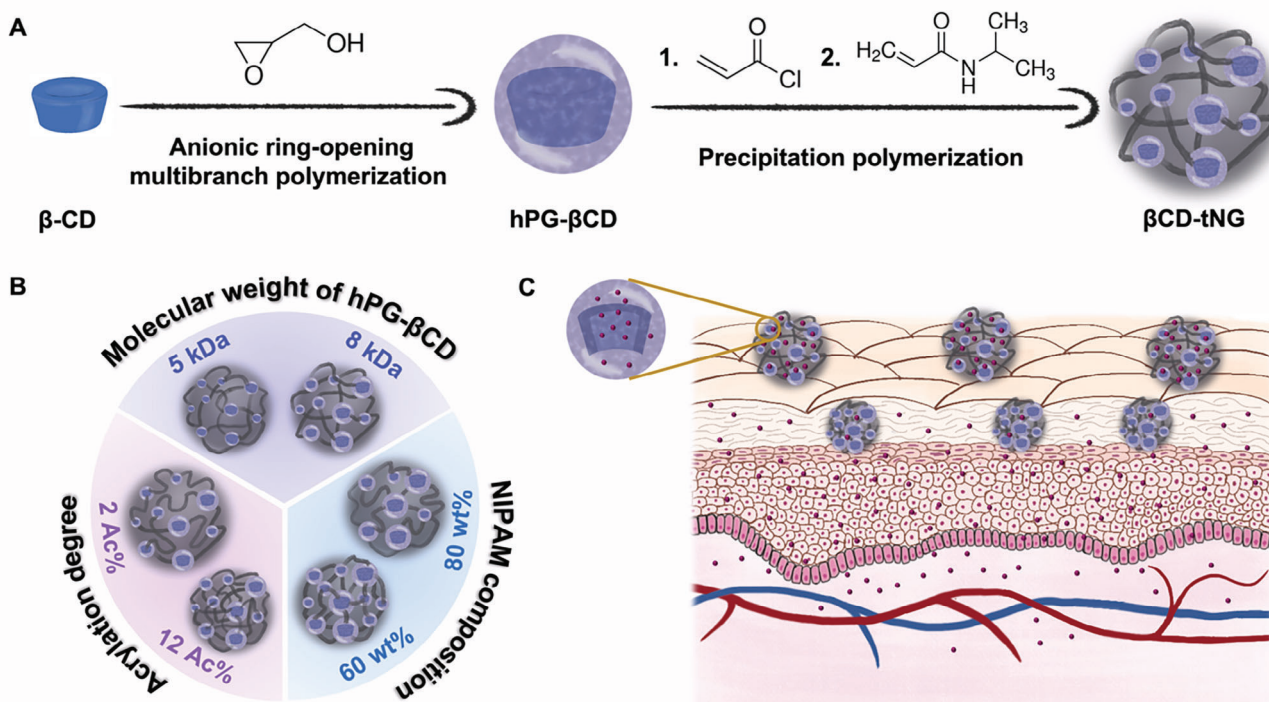 A
OH
O
Anionic ring-opening
multibranch polymerization
β-CD
hPG-βCD
1.
O
Cl
2.
H₂C
O
N
H
CH₃
CH₃
Precipitation polymerization
βCD-tNG
B
Molecular weight of hPG-βCD
5 kDa
8 kDa
Acrylation degree
2 Ac%
12 Ac%
NIPAM composition
80 wt%
60 wt%
C